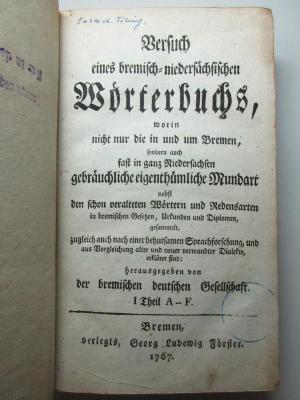 Versuch
eines bremisch-niedersächsischen
Wörterbuchs,
worin
nicht nur die in und um Bremen,
sondern auch
fast in ganz Niedersachsen
gebräuchliche eigenthümliche Mundart
nebst
den schon veralteten Wörtern und Redensarten
in bremischen Gesetzen, Urkunden und Diplomen,
gesammelt,
zugleich auch nach einer behutsamen Sprachforschung, und
aus Vergleichung alter und neuer verwandter Dialekte,
erkläret sind:
herausgegeben von
der bremischen deutschen Gesellschaft.
I Theil A-F.
Bremen,
verlegts, Georg Ludewig Förster.
1767.